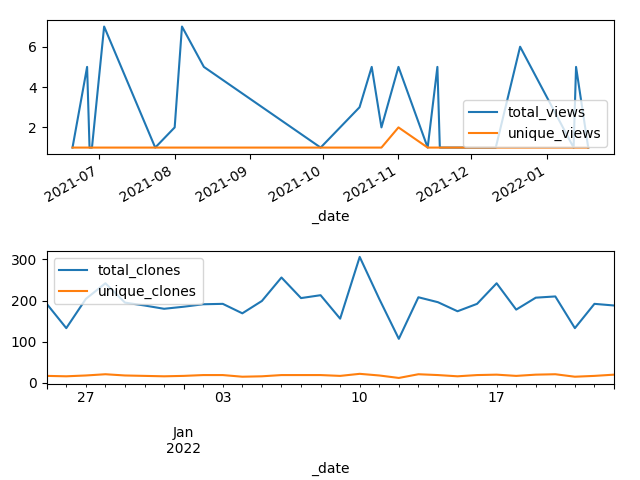 6
4
2
total_views
unique_views
2021-07
2021-08
2021-09
2021-10
2021-11
2021-12
2022-01
_date
300
200
100
0
total_clones
unique_clones
27
03
10
17
Jan
2022
_date